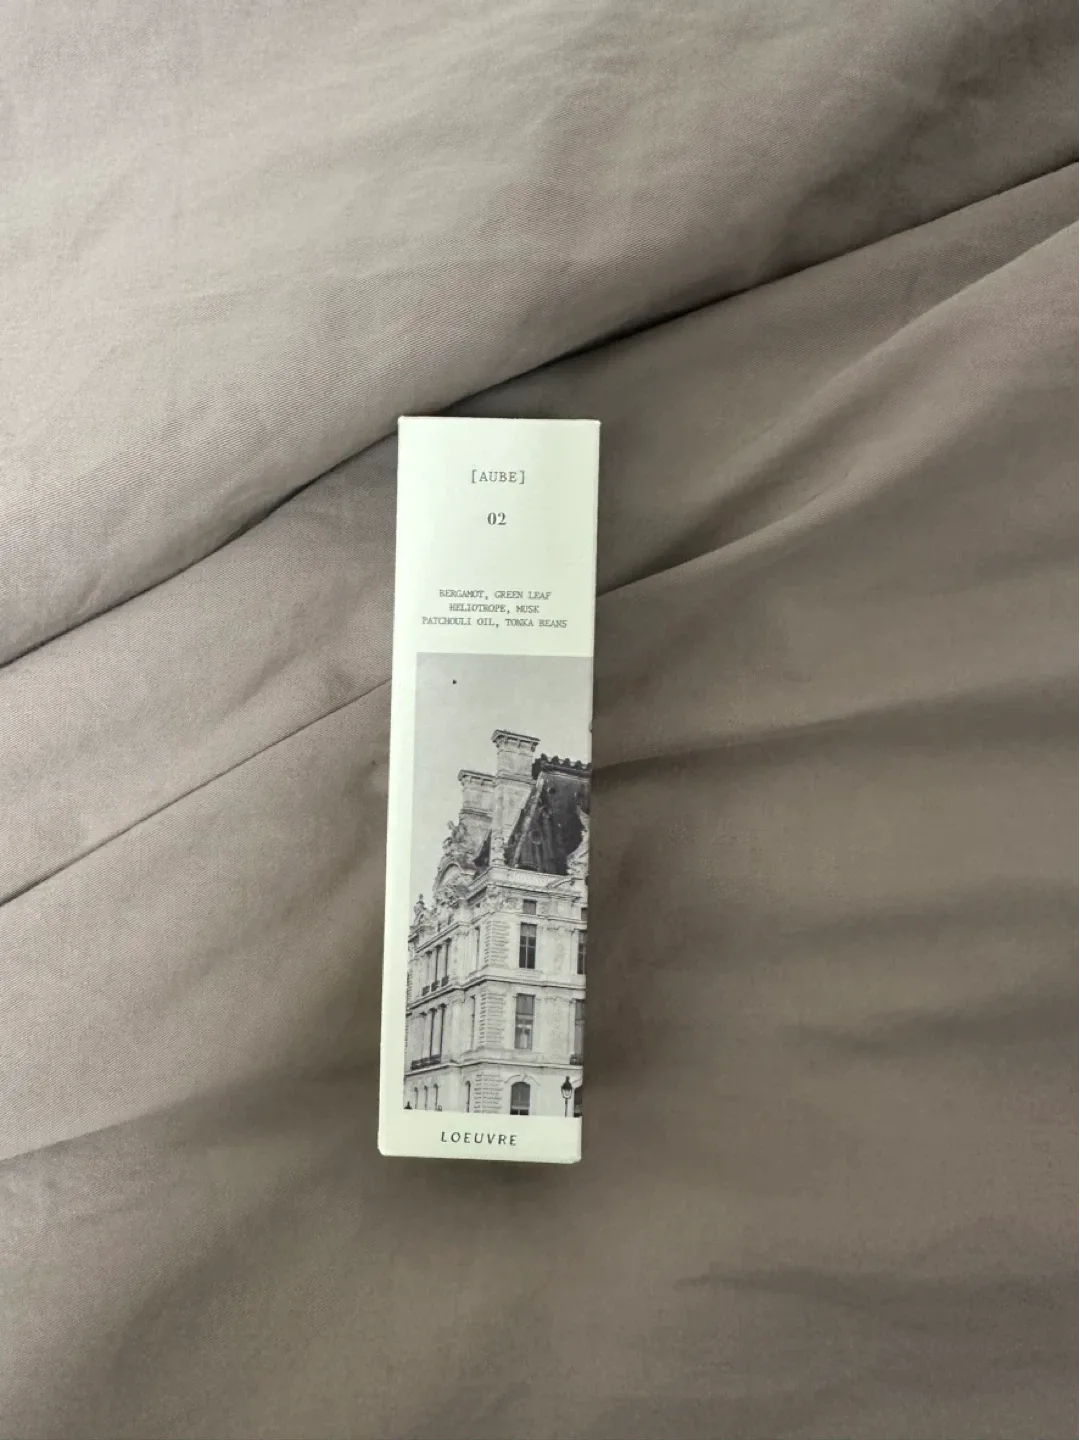 [AUBE]
02
BERGAMOT, GREEN LEAF
HELIOTROPE, MUSK
PATCHOULI OIL, TONKA BEANS
LOEUVRE